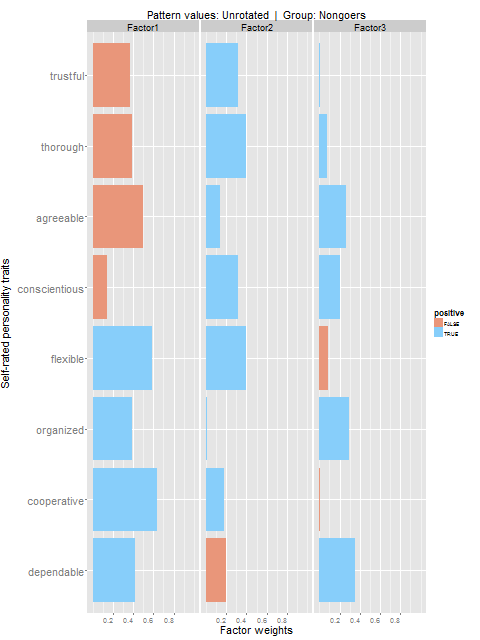 Pattern values: Unrotated | Group: Nongoers
Factor1 Factor2 Factor3
trustful
thorough
agreeable
conscientious
flexible
organized
cooperative
dependable
Self-rated personality traits
positive
FALSE
TRUE
0.2 0.4 0.6 0.8 0.2 0.4 0.6 0.8 0.2 0.4 0.6 0.8
Factor weights